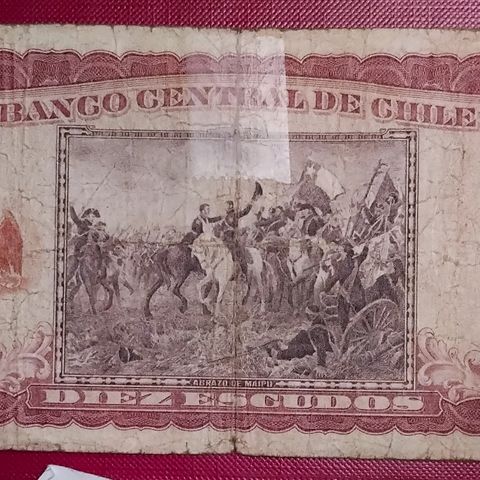 BANCO CENTRAL DE CHILE
ABRAZO DE MAIPU
DIEZ ESCUDOS